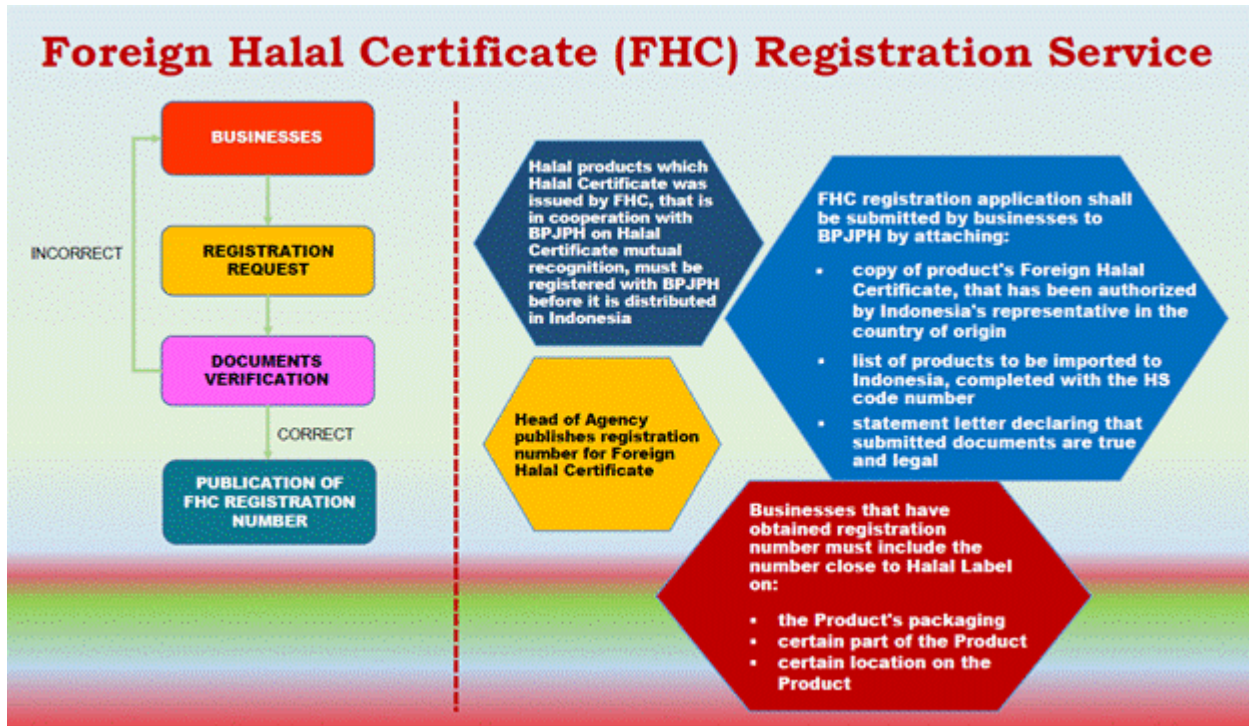 Foreign Halal Certificate (FHC) Registration Service
BUSINESSES
INCORRECT
REGISTRATION
REQUEST
DOCUMENTS
VERIFICATION
CORRECT
PUBLICATION OF
FHC REGISTRATION
NUMBER
Halal products which
Halal Certificate was
issued by FHC, that is
in cooperation with
BPJPH on Halal
Certificate mutual
recognition, must be
registered with BPJPH
before it is distributed
in Indonesia
FHC registration application shall
be submitted by businesses to
BPJPH by attaching:
▪ copy of product's Foreign Halal
Certificate, that has been authorized
by Indonesia's representative in the
country of origin
▪ list of products to be imported to
Indonesia, completed with the HS
code number
▪ statement letter declaring that
submitted documents are true
and legal
Head of Agency
publishes registration
number for Foreign
Halal Certificate
Businesses that have
obtained registration
number must include the
number close to Halal Label
on:
▪ the Product's packaging
▪ certain part of the Product
▪ certain location on the
Product